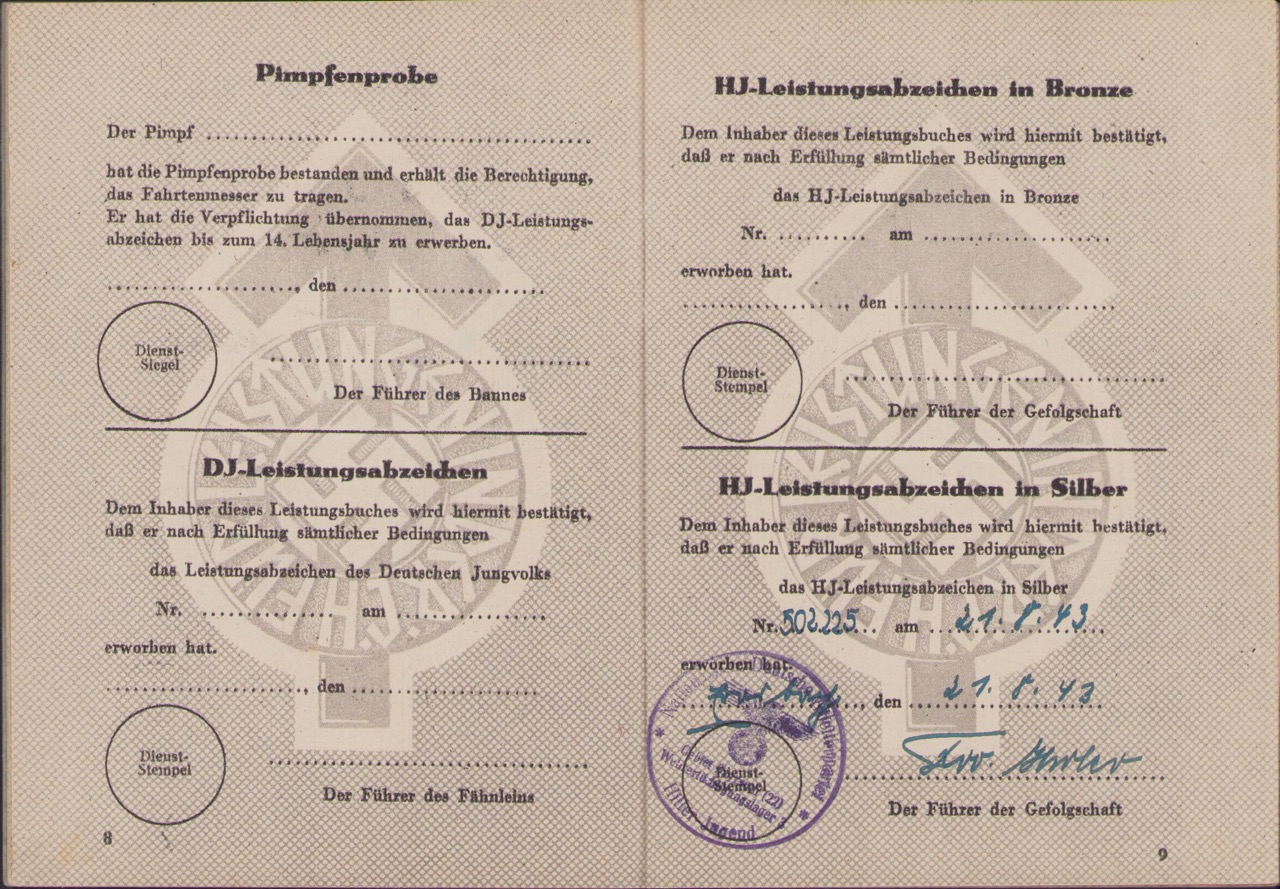 Pimpfenprobe
Der Pimpf ........................................
hat die Pimpfenprobe bestanden und erhält die Berechtigung,
das Fahrtenmesser zu tragen.
Er hat die Verpflichtung übernommen, das DJ-Leistungs-
abzeichen bis zum 14. Lebensjahr zu erwerben.
...................., den ....................
Dienst-
Siegel
Der Führer des Bannes
DJ-Leistungsabzeichen
Dem Inhaber dieses Leistungsbuches wird hiermit bestätigt,
daß er nach Erfüllung sämtlicher Bedingungen
das Leistungsabzeichen des Deutschen Jungvolks
Nr. .............. am ................
erworben hat.
...................., den ....................
Dienst-
Stempel
Der Führer des Fähnleins
8
HJ-Leistungsabzeichen in Bronze
Dem Inhaber dieses Leistungsbuches wird hiermit bestätigt,
daß er nach Erfüllung sämtlicher Bedingungen
das HJ-Leistungsabzeichen in Bronze
Nr. .......... am ....................
erworben hat.
.................., den ......................
Dienst-
Stempel
Der Führer der Gefolgschaft
HJ-Leistungsabzeichen in Silber
Dem Inhaber dieses Leistungsbuches wird hiermit bestätigt,
daß er nach Erfüllung sämtlicher Bedingungen
das HJ-Leistungsabzeichen in Silber
Nr. 502225 am 21.8.43
erworben hat.
, den 21.8.43
Dienst-
Stempel
Hitler-Jugend
Der Führer der Gefolgschaft
9